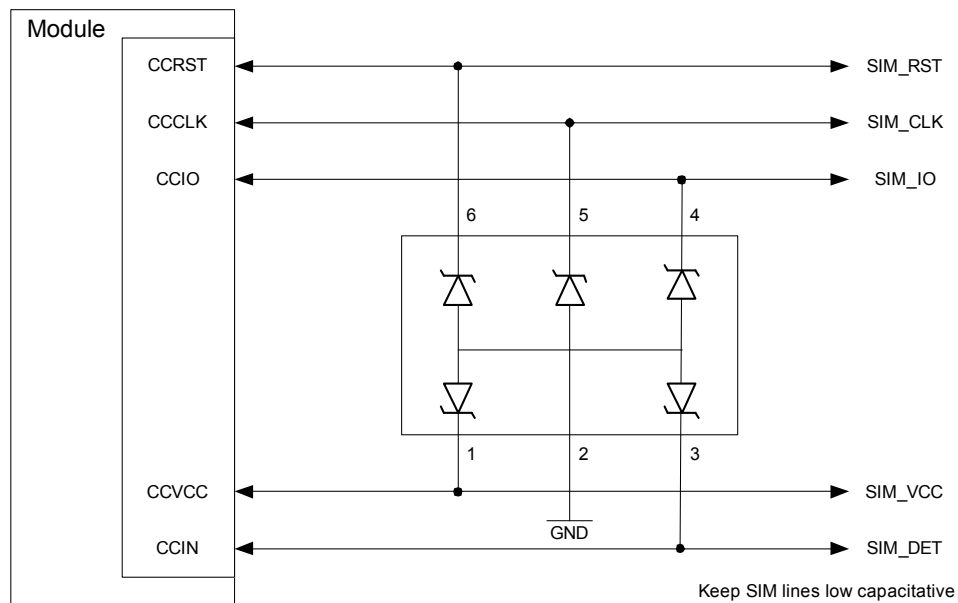 Module
CCRST
SIM_RST
CCCLK
SIM_CLK
CCIO
SIM_IO
6
5
4
1
2
3
CCVCC
SIM_VCC
GND
CCIN
SIM_DET
Keep SIM lines low capacitative